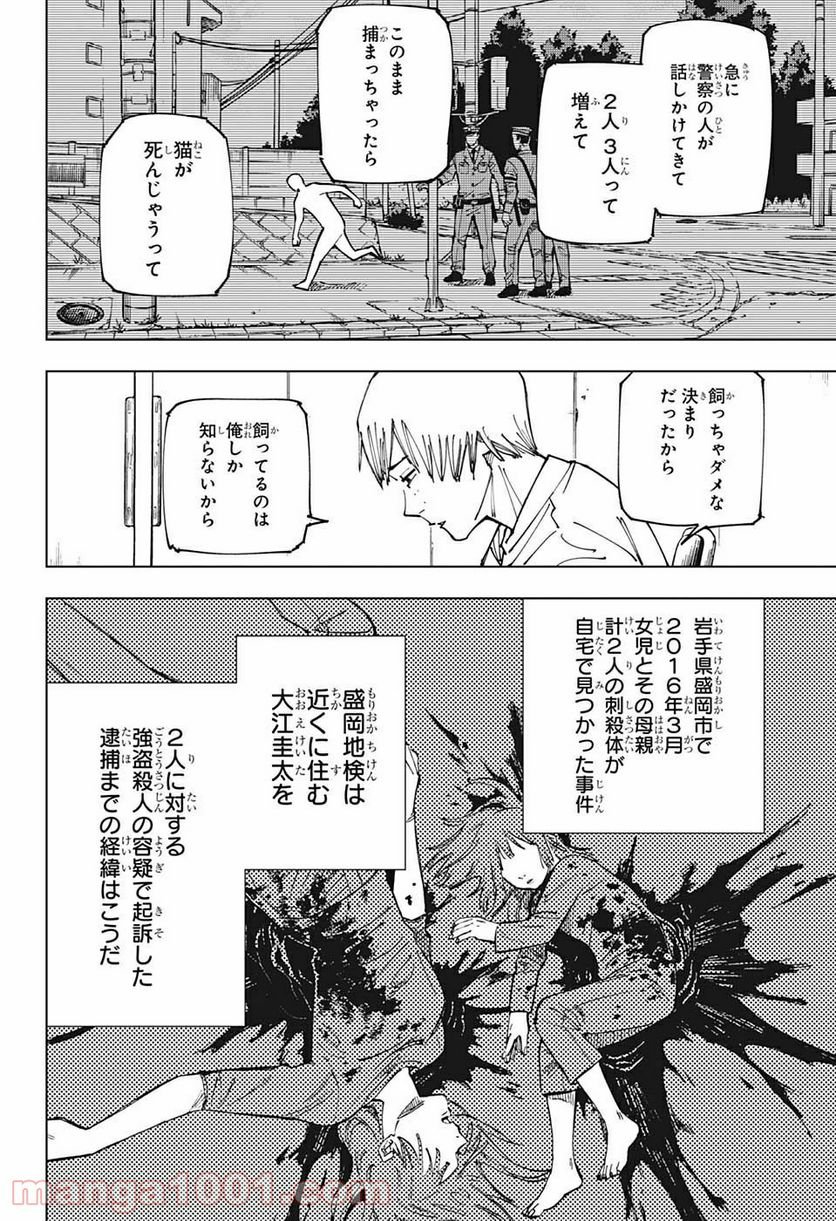 急に
警察の人が
話しかけてきて
2人3人って
増えて
このまま
捕まっちゃったら
猫が
死んじゃうって
飼っちゃダメな
決まり
だったから
飼ってるのは
俺しか
知らないから
岩手県盛岡市で
2016年3月
女児とその母親
計2人の刺殺体が
自宅で見つかった事件
盛岡地検は
近くに住む
大江圭太を
2人に対する
強盗殺人の容疑で起訴した
逮捕までの経緯はこうだ
manga1001.com